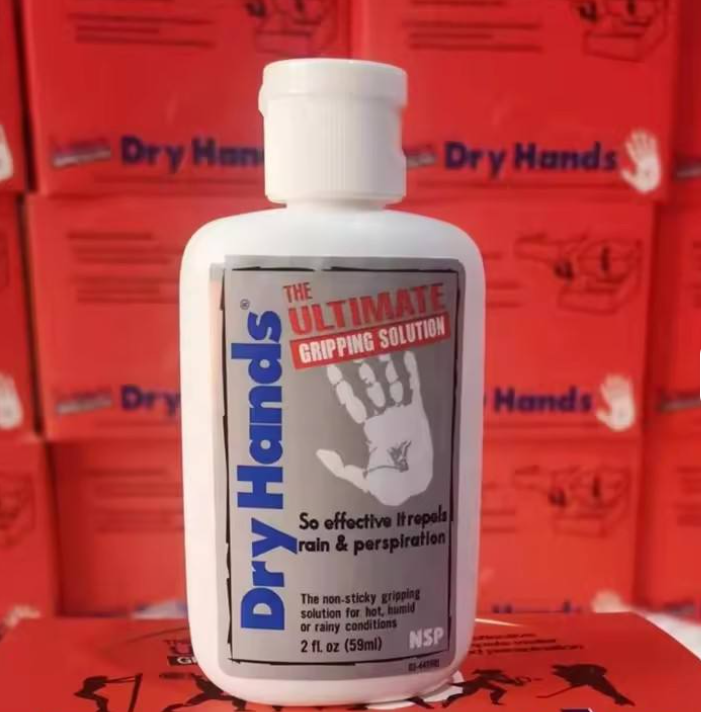 Dry Hands
Dry Hands
Dry
Hands
THE
ULTIMATE
GRIPPING SOLUTION
Dry Hands®
So effective it repels
rain & perspiration
The non-sticky gripping
solution for hot, humid
or rainy conditions
2 fl. oz (59ml)
NSP